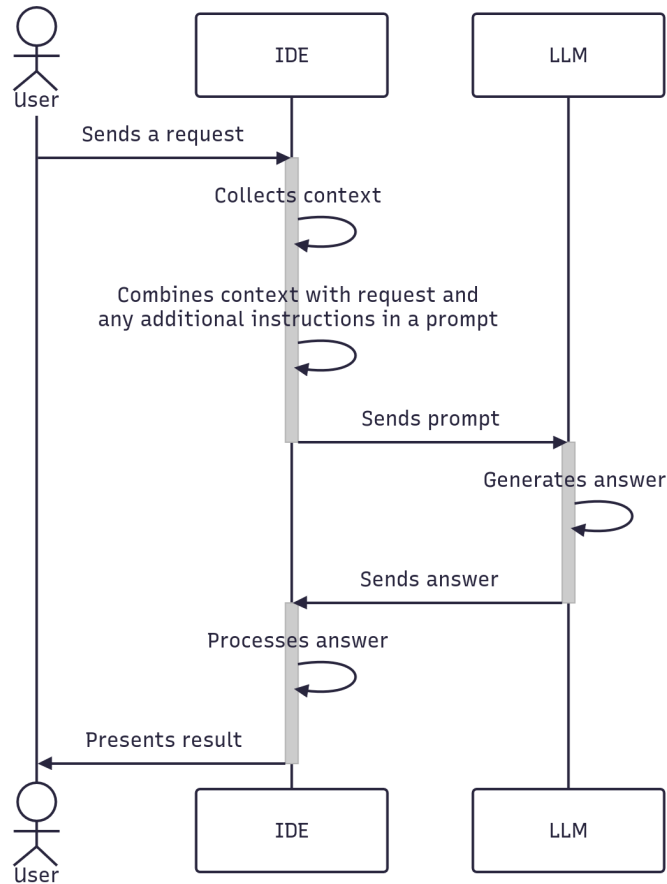 User
IDE
LLM
Sends a request
Collects context
Combines context with request and
any additional instructions in a prompt
Sends prompt
Generates answer
Sends answer
Processes answer
Presents result
User
IDE
LLM